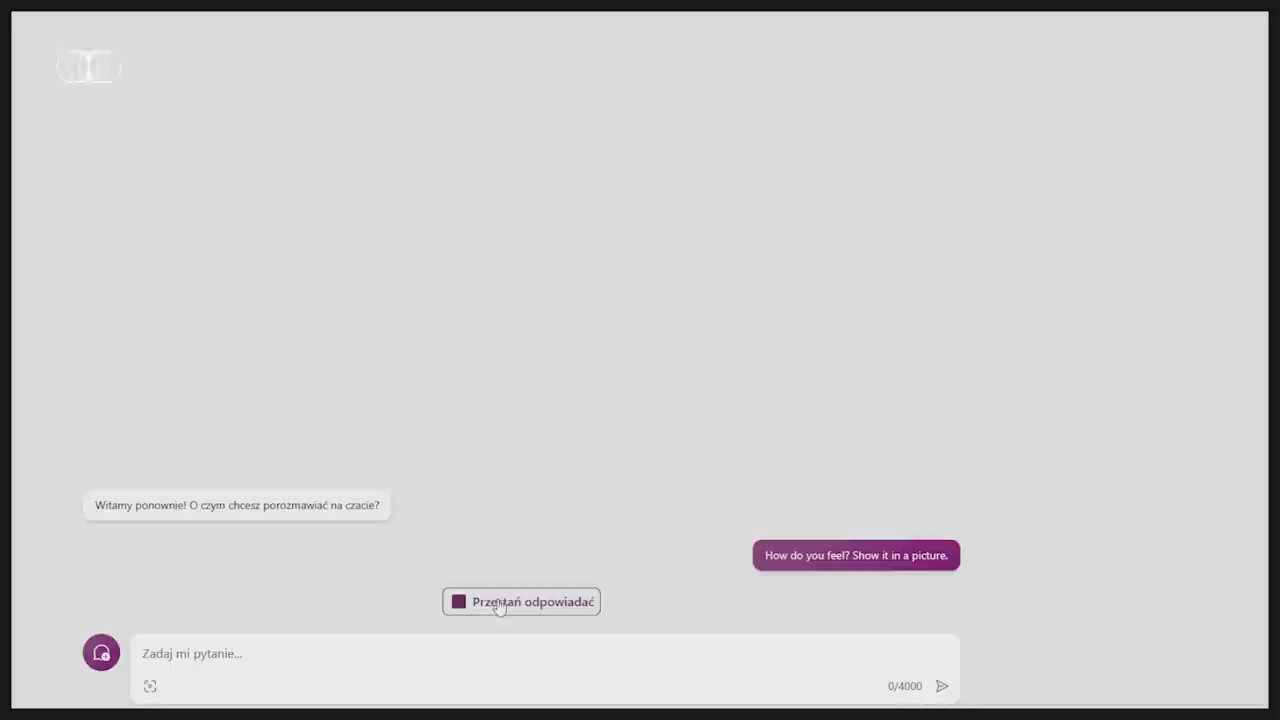 Witamy ponownie! O czym chcesz porozmawiać na czacie?
How do you feel? Show it in a picture.
Przestań odpowiadać
Zadaj mi pytanie...
0/4000